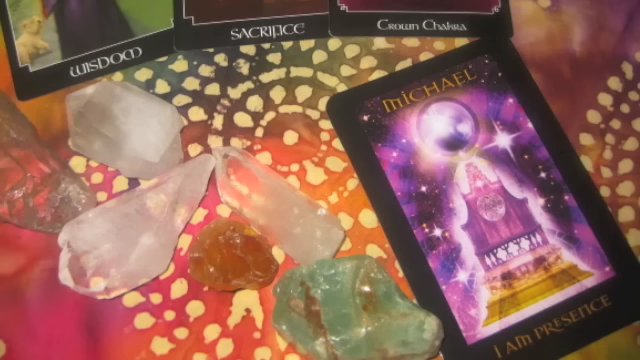 WISDOM
SACRIFICE
Crown Chakra
MICHAEL
I AM PRESENCE